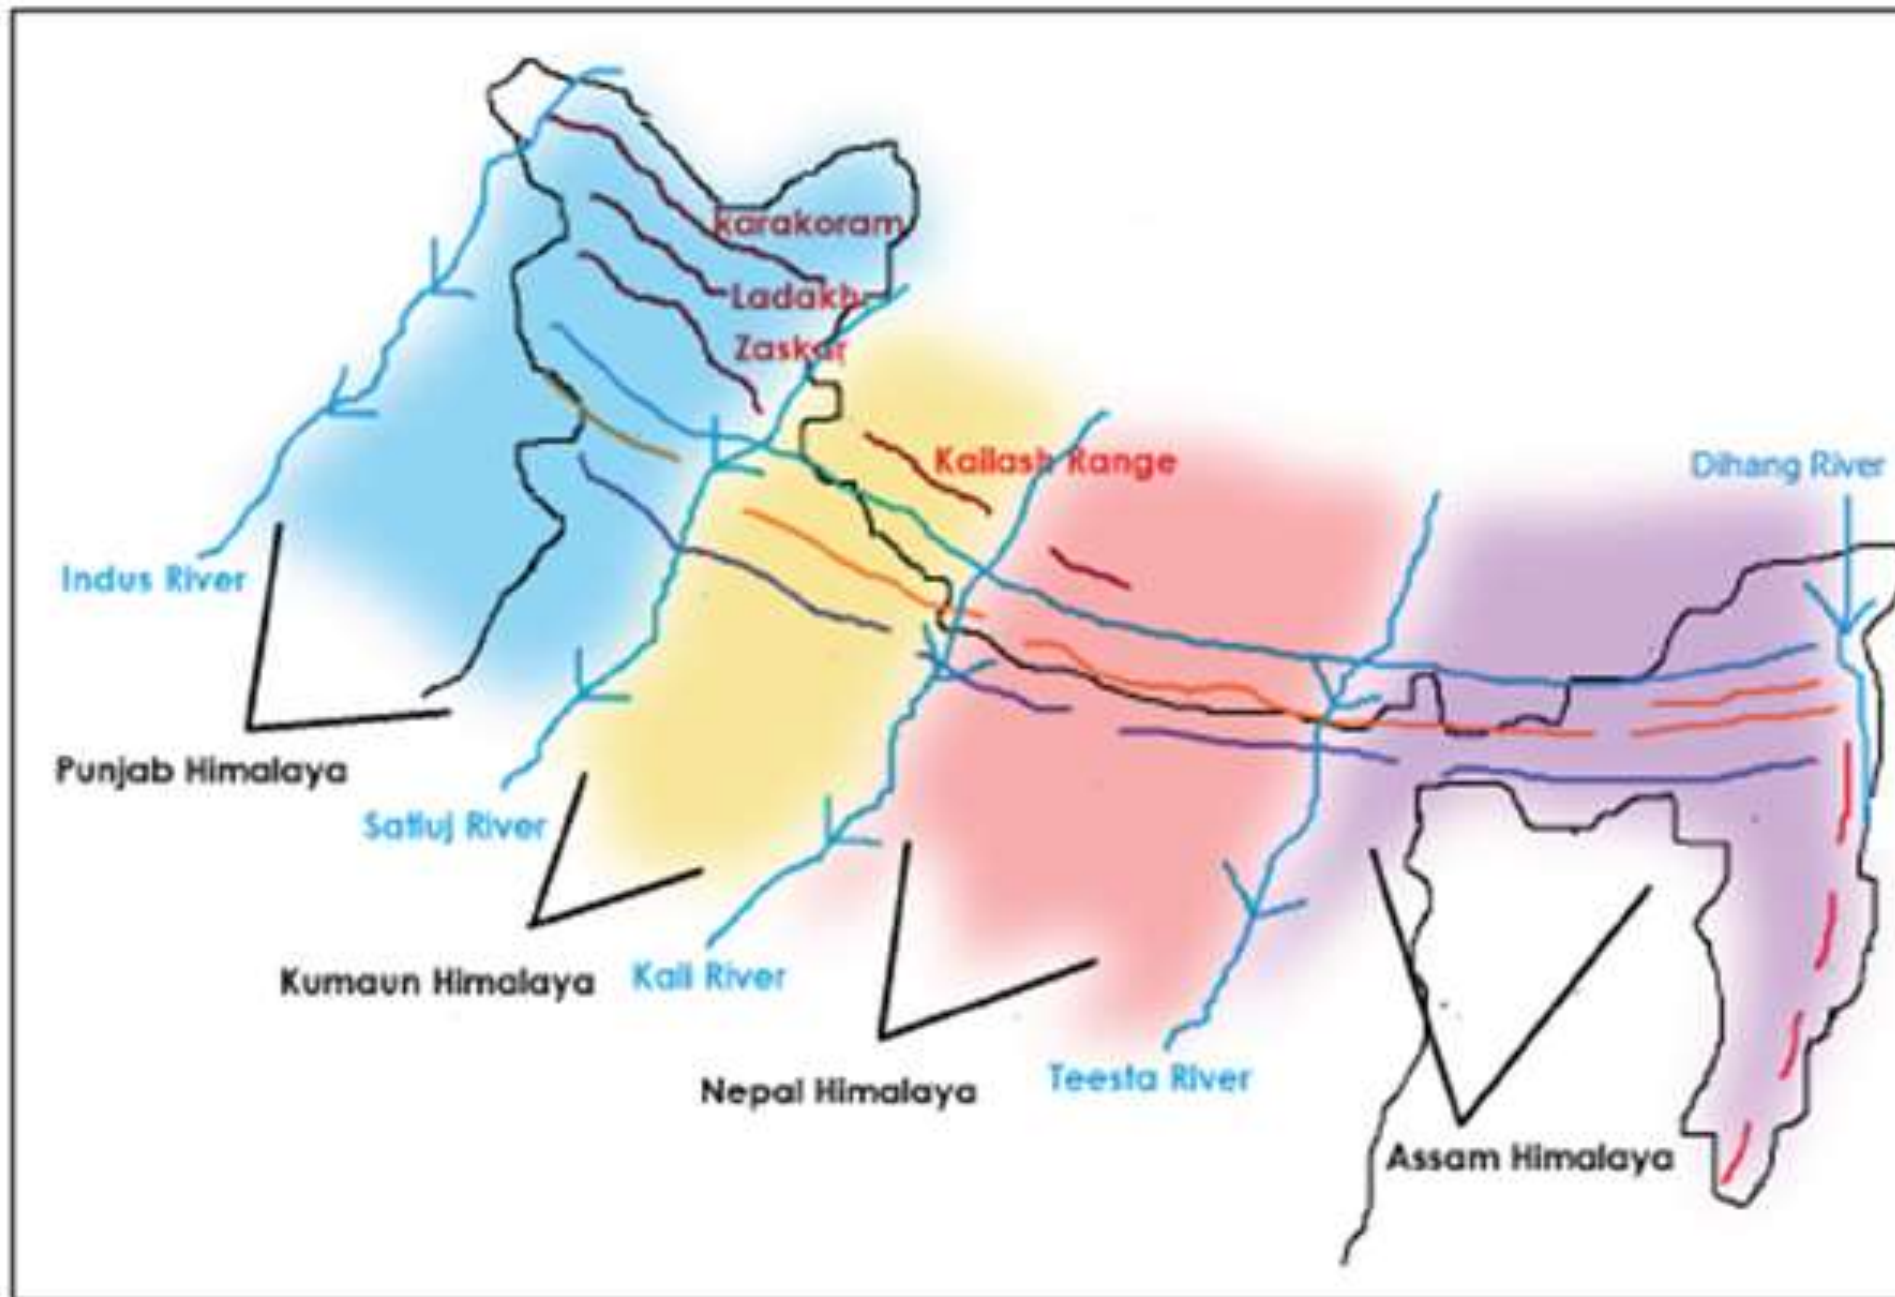 karakoram
Ladakh
Zaskar
Kailash Range
Dihang River
Indus River
Punjab Himalaya
Satluj River
Kumaun Himalaya
Kali River
Nepal Himalaya
Teesta River
Assam Himalaya